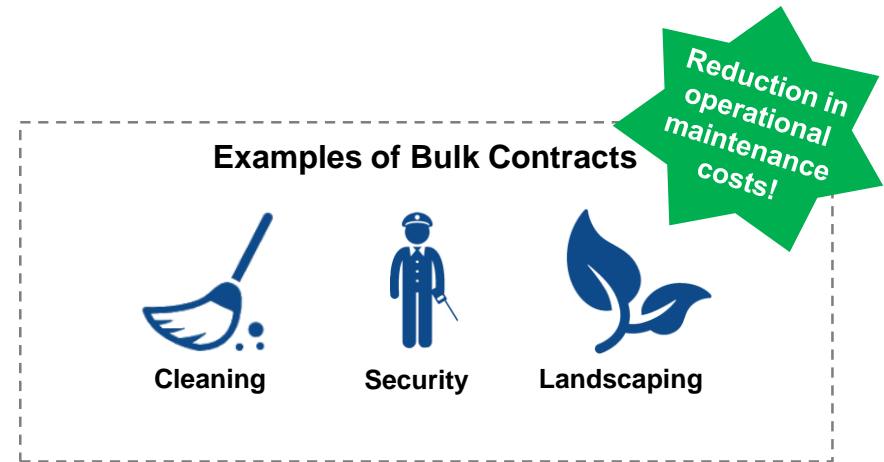 Reduction in
operational
maintenance
costs!
Examples of Bulk Contracts
Cleaning
Security
Landscaping